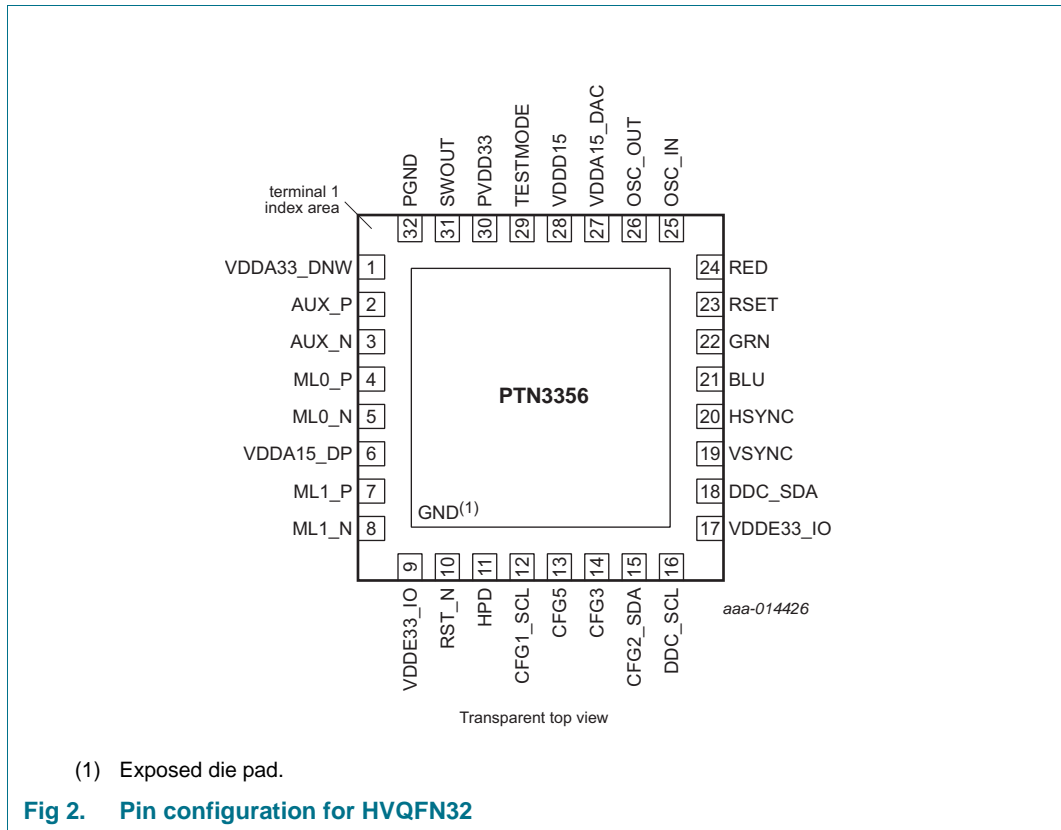 PGND
SWOUT
PVDD33
TESTMODE
VDDD15
VDDA15_DAC
OSC_OUT
OSC_IN
terminal 1
index area
32
31
30
29
28
27
26
25
VDDA33_DNW 1
AUX_P 2
AUX_N 3
ML0_P 4
ML0_N 5
VDDA15_DP 6
ML1_P 7
ML1_N 8
24 RED
23 RSET
22 GRN
21 BLU
20 HSYNC
19 VSYNC
18 DDC_SDA
17 VDDE33_IO
PTN3356
GND(1)
9
10
11
12
13
14
15
16
VDDE33_IO
RST_N
HPD
CFG1_SCL
CFG5
CFG3
CFG2_SDA
DDC_SCL
aaa-014426
Transparent top view
(1) Exposed die pad.
Fig 2. Pin configuration for HVQFN32